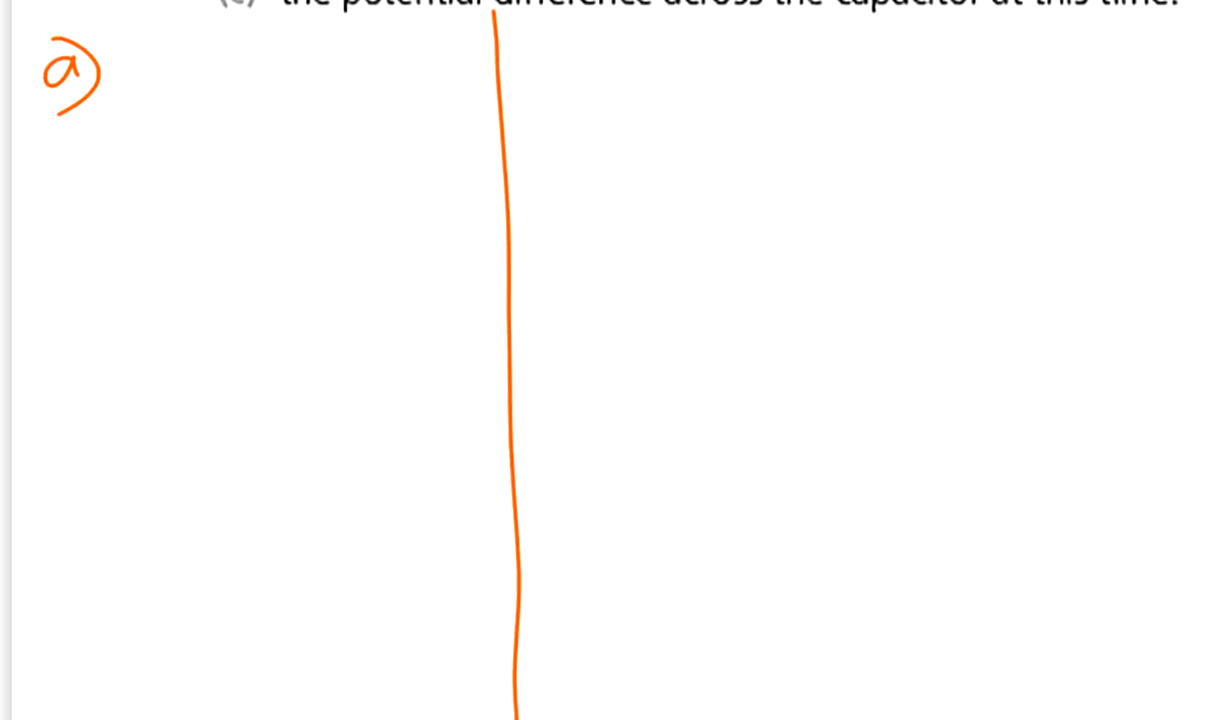 the potential difference across the capacitor at this time.
a)